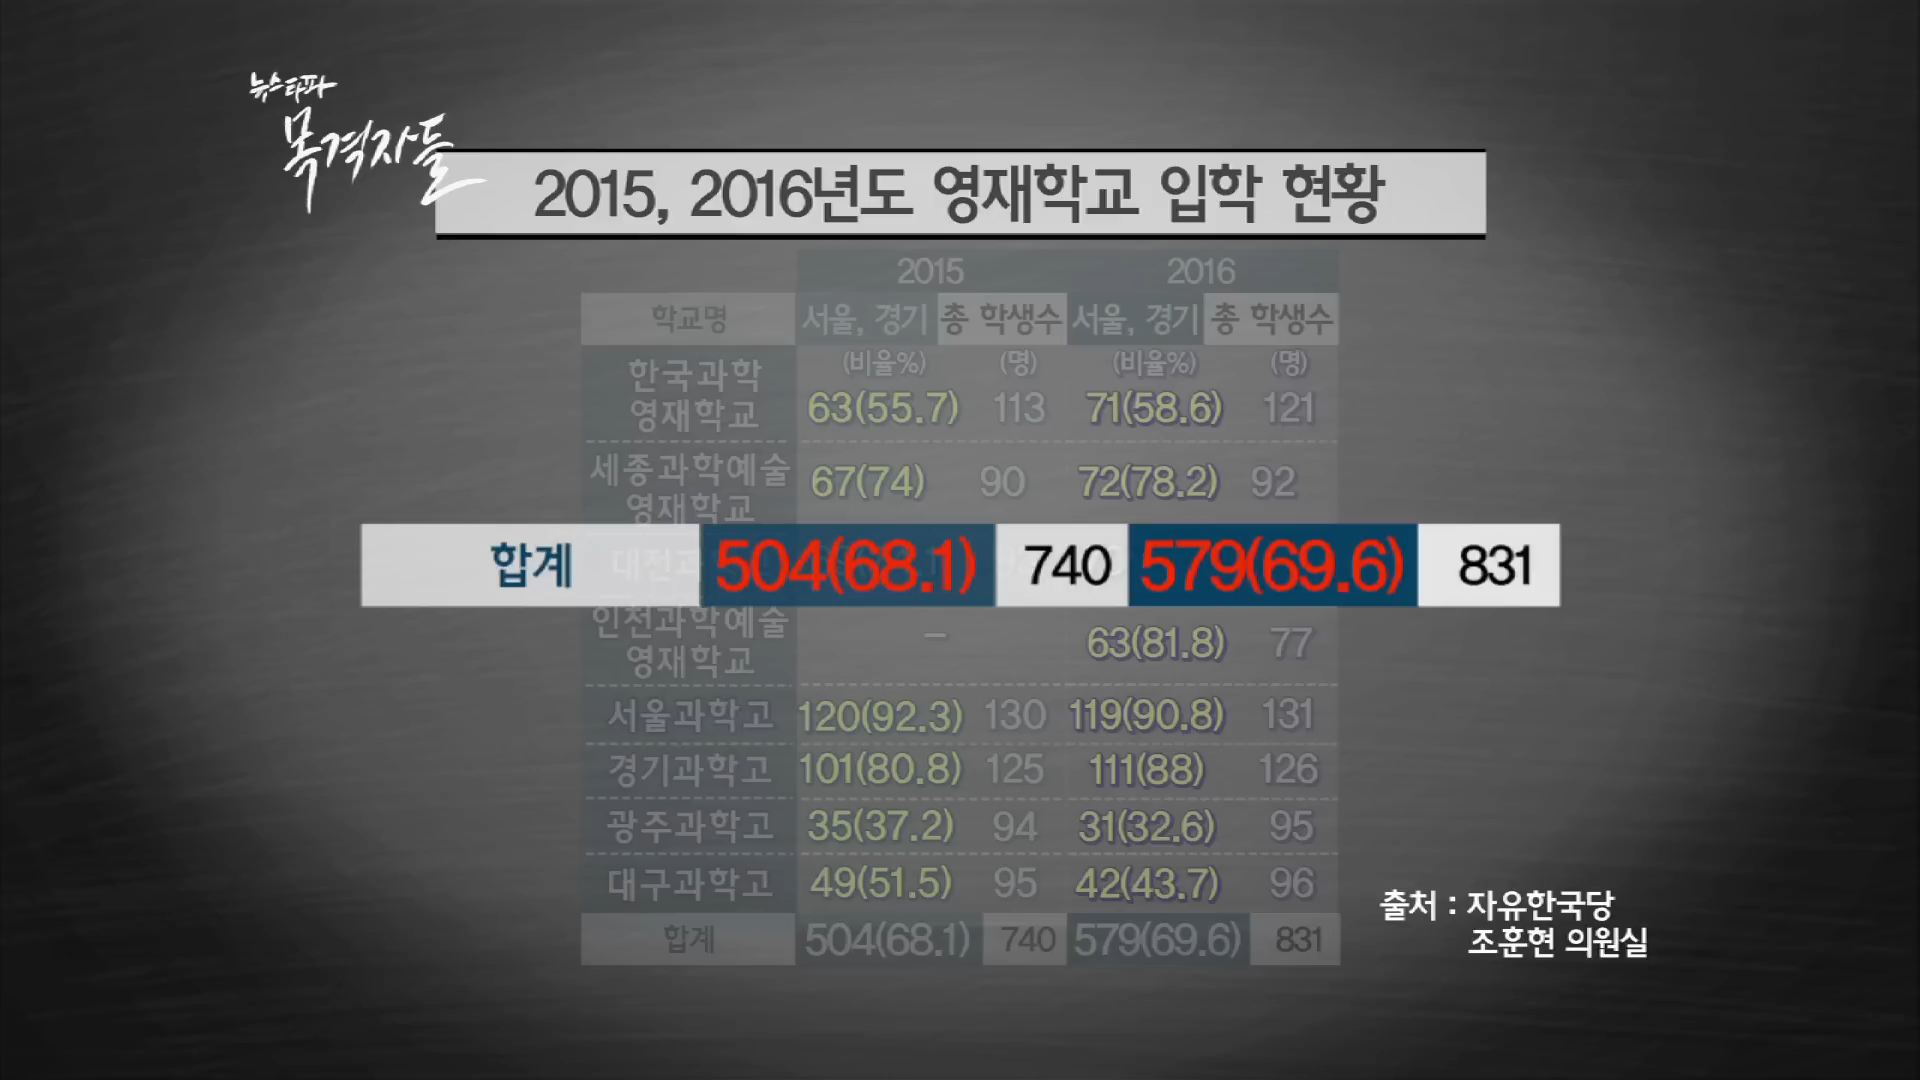 뉴스타파
목격자들
2015, 2016년도 영재학교 입학 현황
2015 2016
학교명 서울, 경기 총 학생수 서울, 경기 총 학생수
(비율%) (명) (비율%) (명)
한국과학
영재학교 63(55.7) 113 71(58.6) 121
세종과학예술
영재학교 67(74) 90 72(78.2) 92
합계 504(68.1) 740 579(69.6) 831
인천과학예술
영재학교 - 63(81.8) 77
서울과학고 120(92.3) 130 119(90.8) 131
경기과학고 101(80.8) 125 111(88) 126
광주과학고 35(37.2) 94 31(32.6) 95
대구과학고 49(51.5) 95 42(43.7) 96
합계 504(68.1) 740 579(69.6) 831
출처 : 자유한국당
조훈현 의원실